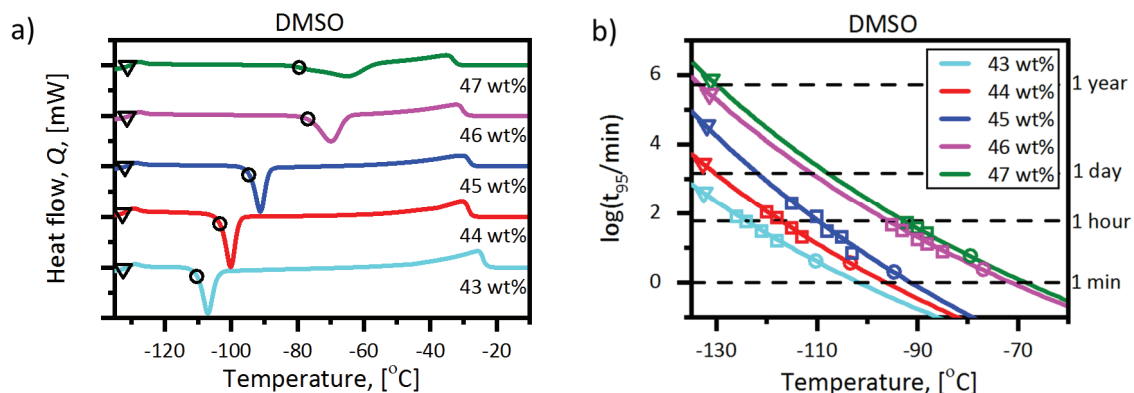 a)
DMSO
Heat flow, Q, [mW]
47 wt%
46 wt%
45 wt%
44 wt%
43 wt%
-120 -100 -80 -60 -40 -20
Temperature, [°C]
b)
DMSO
log(t95/min)
6
4
2
0
43 wt%
44 wt%
45 wt%
46 wt%
47 wt%
1 year
1 day
1 hour
1 min
-130 -110 -90 -70
Temperature, [°C]